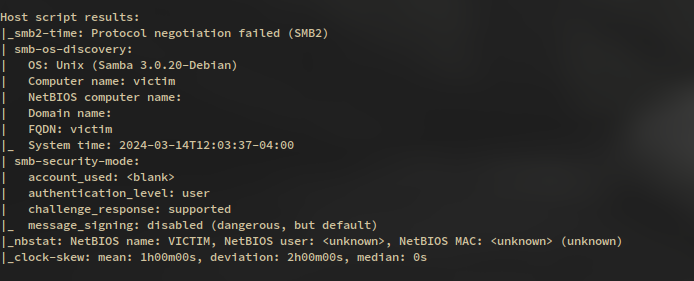 Host script results:
|_smb2-time: Protocol negotiation failed (SMB2)
| smb-os-discovery:
|   OS: Unix (Samba 3.0.20-Debian)
|   Computer name: victim
|   NetBIOS computer name:
|   Domain name:
|   FQDN: victim
|_  System time: 2024-03-14T12:03:37-04:00
| smb-security-mode:
|   account_used: <blank>
|   authentication_level: user
|   challenge_response: supported
|_  message_signing: disabled (dangerous, but default)
|_nbstat: NetBIOS name: VICTIM, NetBIOS user: <unknown>, NetBIOS MAC: <unknown> (unknown)
|_clock-skew: mean: 1h00m00s, deviation: 2h00m00s, median: 0s